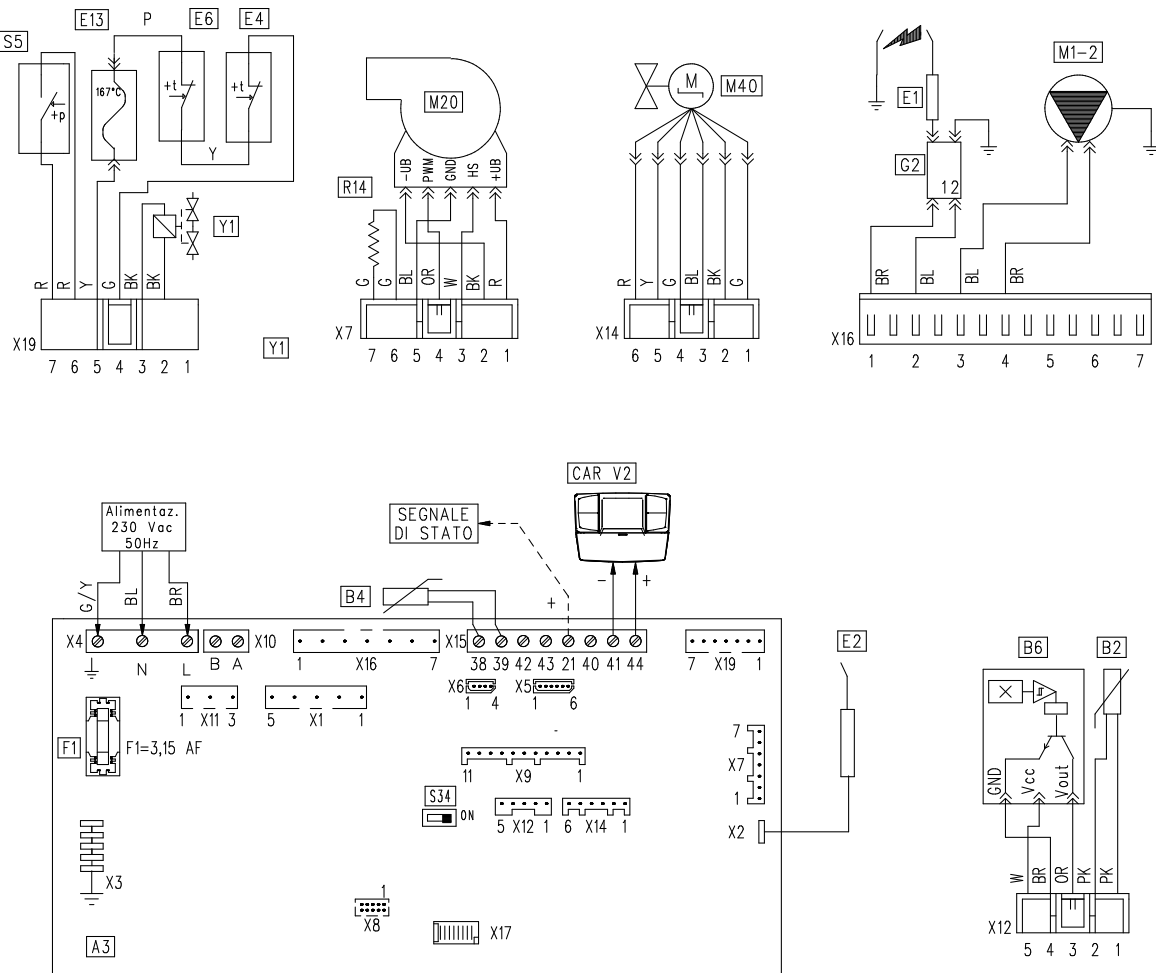 S5
E13
P
E6
E4
167°C
+p
+t
+t
Y
Y1
R
R
Y
G
BK
BK
X19
7 6 5 4 3 2 1
Y1
M20
-UB
PWM
GND
HS
+UB
R14
G
G
BL
OR
W
BK
R
X7
7 6 5 4 3 2 1
M
M40
R
Y
G
BL
BK
G
X14
6 5 4 3 2 1
E1
G2
1 2
M1-2
BR
BL
BL
BR
X16
1 2 3 4 5 6 7
Alimentaz.
230 Vac
50Hz
G/Y
BL
BR
SEGNALE
DI STATO
CAR V2
B4
+
-
+
X4
N
L
B A
X10
1 X16 7
X15
38 39 42 43 21 40 41 44
7 X19 1
X6
1 4
X5
1 6
1 X11 3
5 X1 1
F1
F1=3,15 AF
11 X9 1
S34
ON
5 X12 1
6 X14 1
7
X7
1
X2
E2
X3
1
X8
X17
A3
B6
B2
X
GND
Vcc
Vout
W
BR
OR
PK
PK
X12
5 4 3 2 1